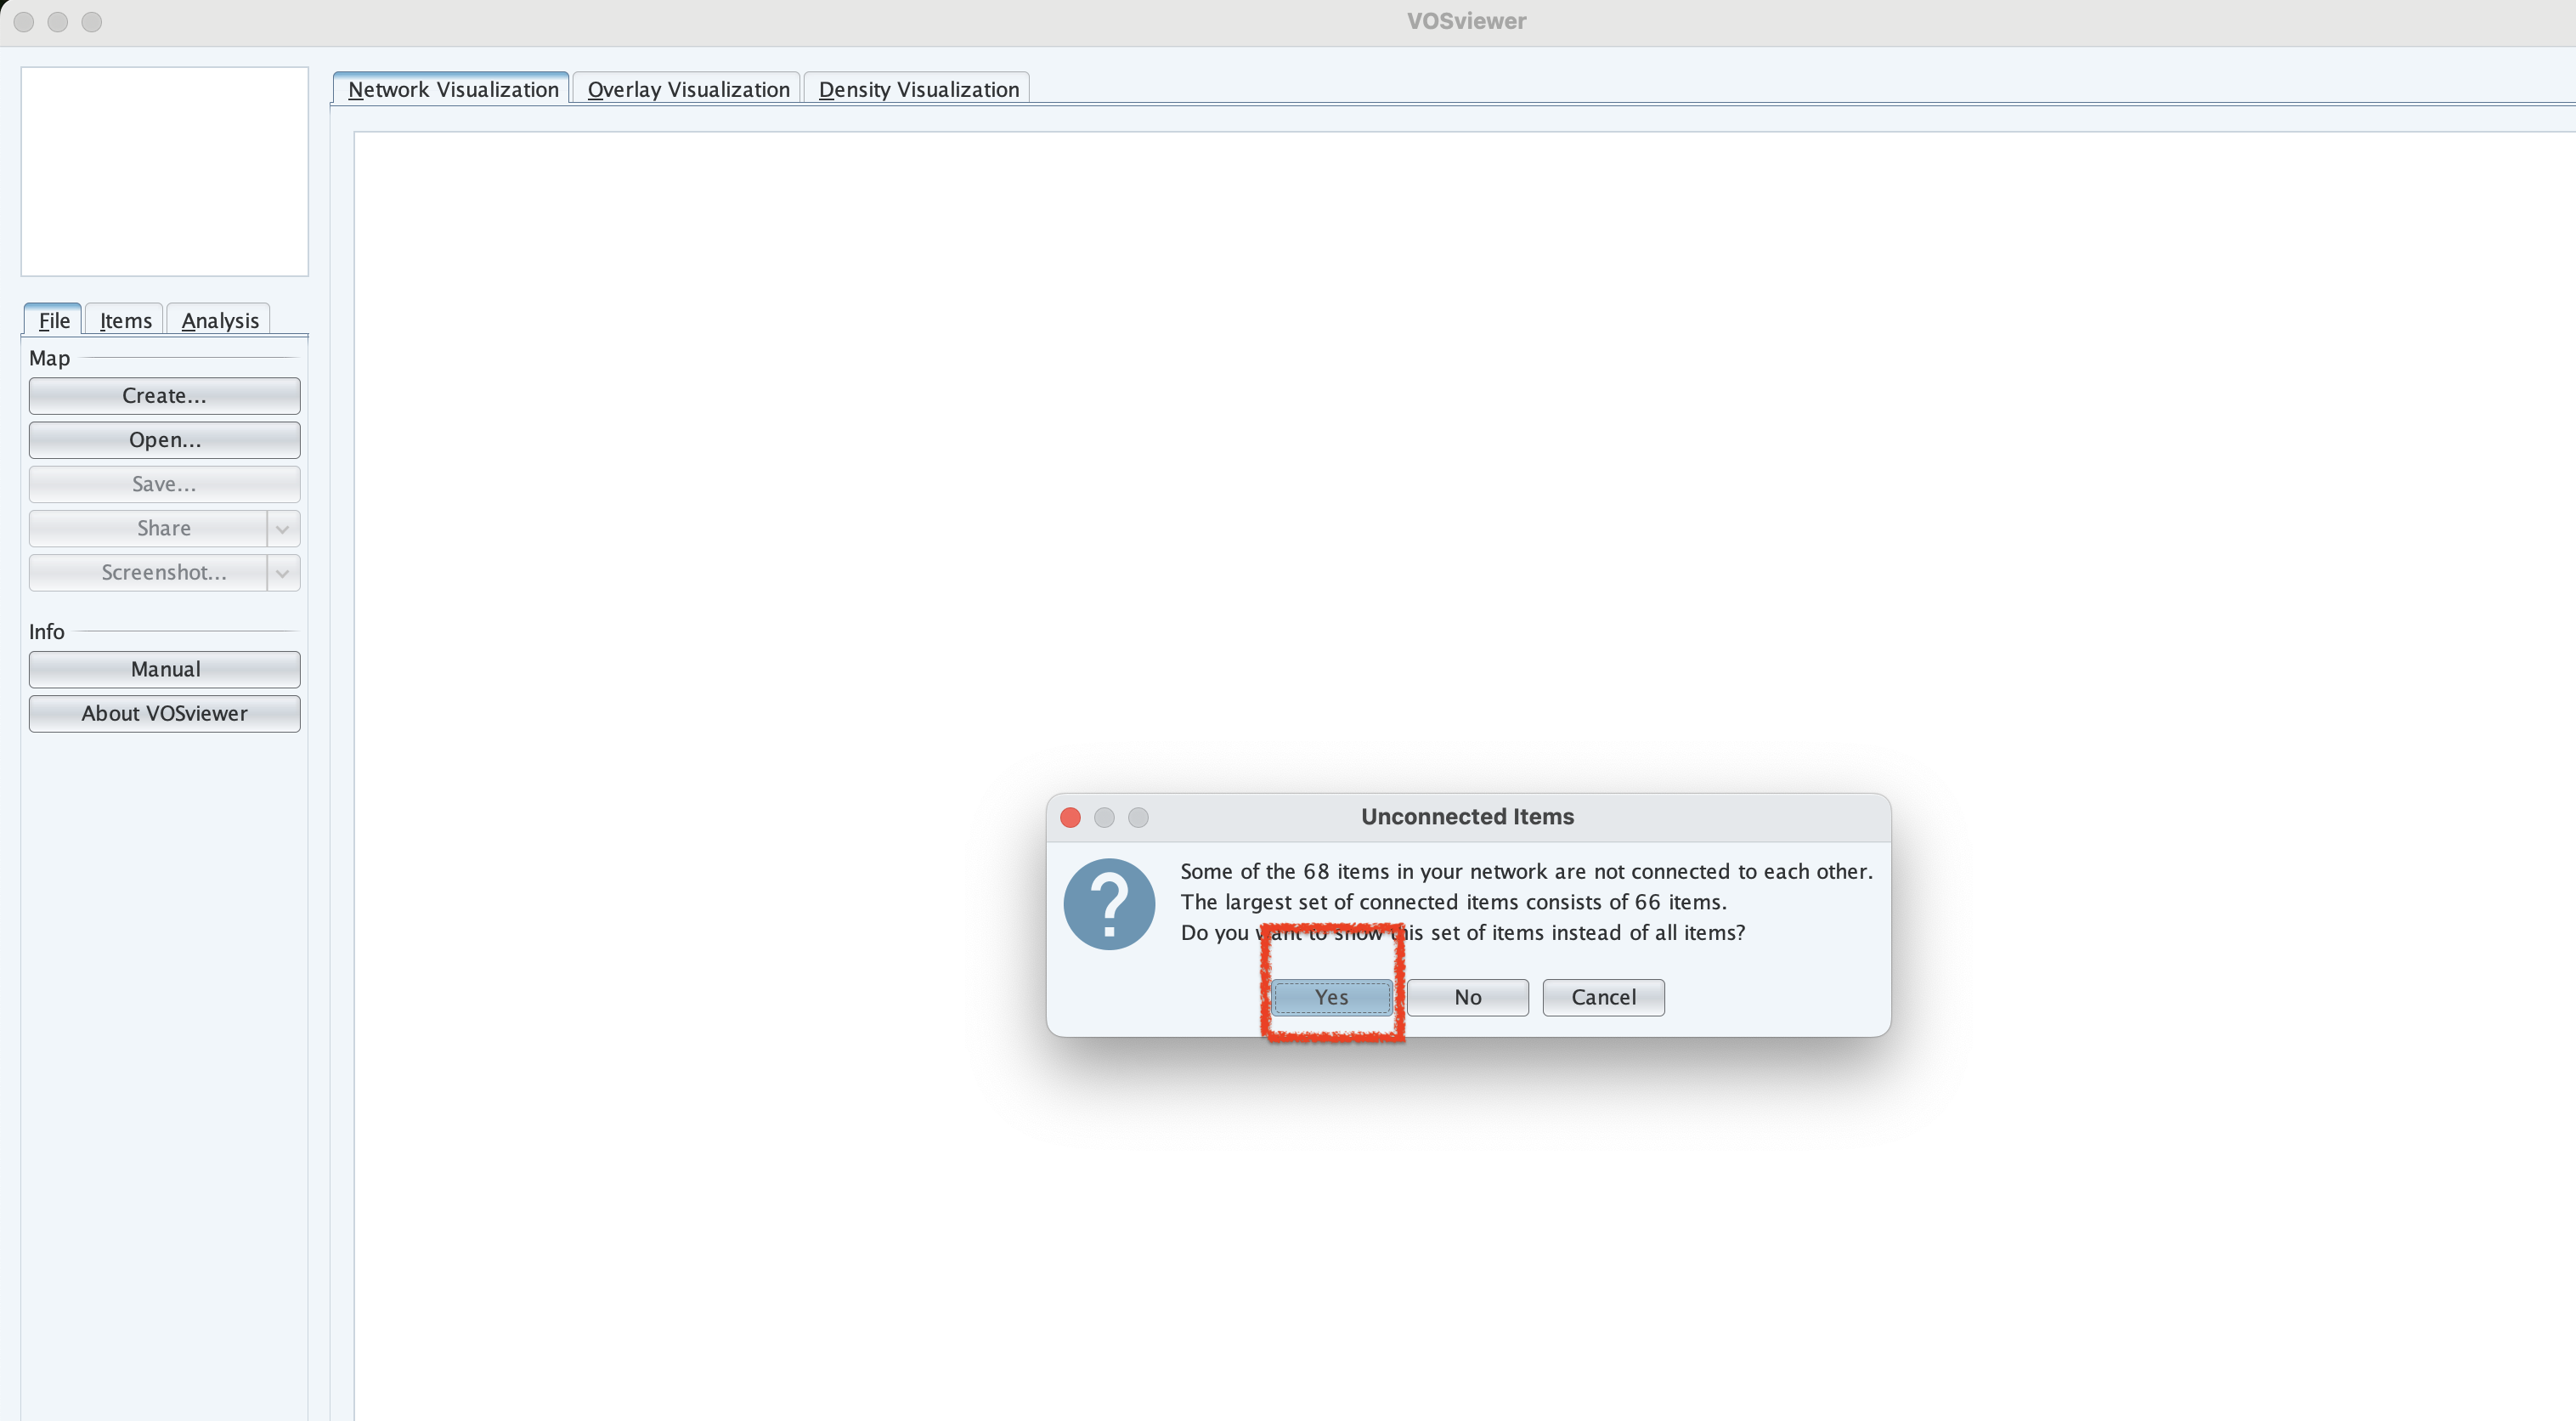 VOSviewer
Network Visualization
Overlay Visualization
Density Visualization
File
Items
Analysis
Map
Create...
Open...
Save...
Share
Screenshot...
Info
Manual
About VOSviewer
Unconnected Items
Some of the 68 items in your network are not connected to each other.
The largest set of connected items consists of 66 items.
Do you want to show this set of items instead of all items?
Yes
No
Cancel